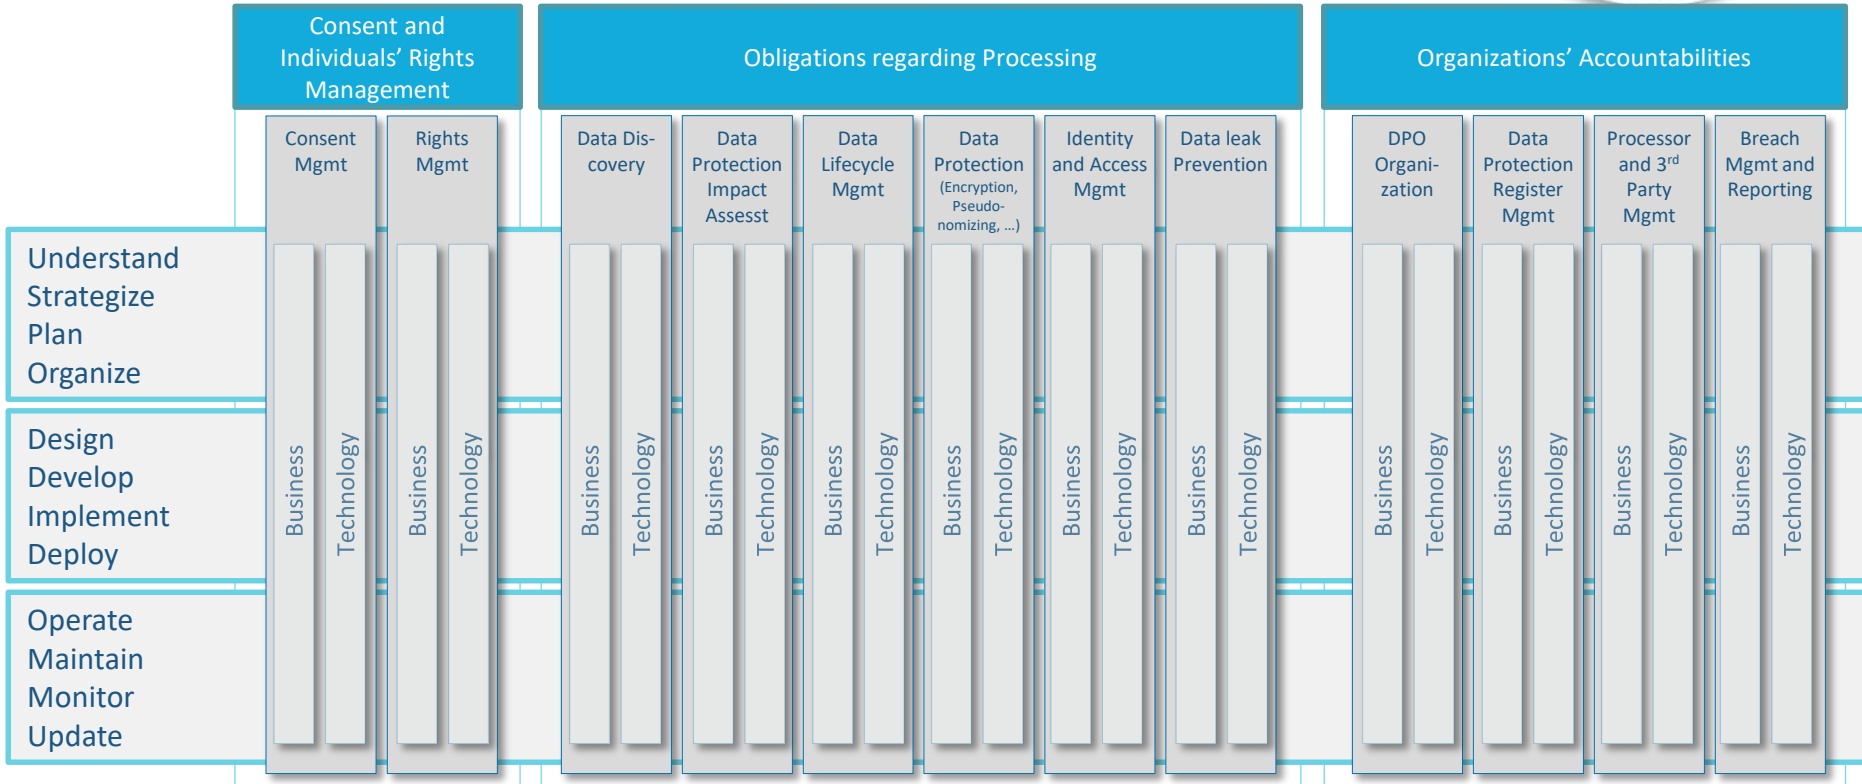 Consent and
Individuals' Rights
Management
Obligations regarding Processing
Organizations' Accountabilities
Consent
Mgmt
Rights
Mgmt
Data Dis-
covery
Data
Protection
Impact
Assesst
Data
Lifecycle
Mgmt
Data
Protection
(Encryption,
Pseudo-
nomizing, ...)
Identity
and Access
Mgmt
Data leak
Prevention
DPO
Organi-
zation
Data
Protection
Register
Mgmt
Processor
and 3rd
Party
Mgmt
Breach
Mgmt and
Reporting
Understand
Strategize
Plan
Organize
Design
Develop
Implement
Deploy
Operate
Maintain
Monitor
Update
Business
Technology
Business
Technology
Business
Technology
Business
Technology
Business
Technology
Business
Technology
Business
Technology
Business
Technology
Business
Technology
Business
Technology
Business
Technology
Business
Technology